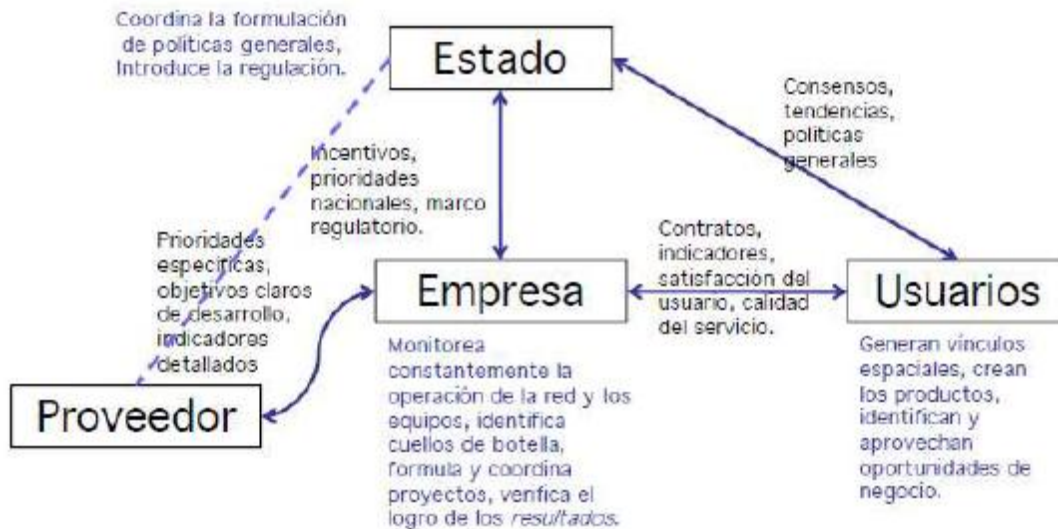 Coordina la formulación
de políticas generales,
Introduce la regulación.
Estado
Consensos,
tendencias,
políticas
generales
Incentivos,
prioridades
nacionales, marco
regulatorio.
Prioridades
específicas,
objetivos claros
de desarrollo,
indicadores
detallados
Contratos,
indicadores,
satisfacción del
usuario, calidad
del servicio.
Empresa
Usuarios
Proveedor
Monitorea
constantemente la
operación de la red y los
equipos, identifica
cuellos de botella,
formula y coordina
proyectos, verifica el
logro de los resultados.
Generan vínculos
espaciales, crean
los productos,
identifican y
aprovechan
oportunidades de
negocio.